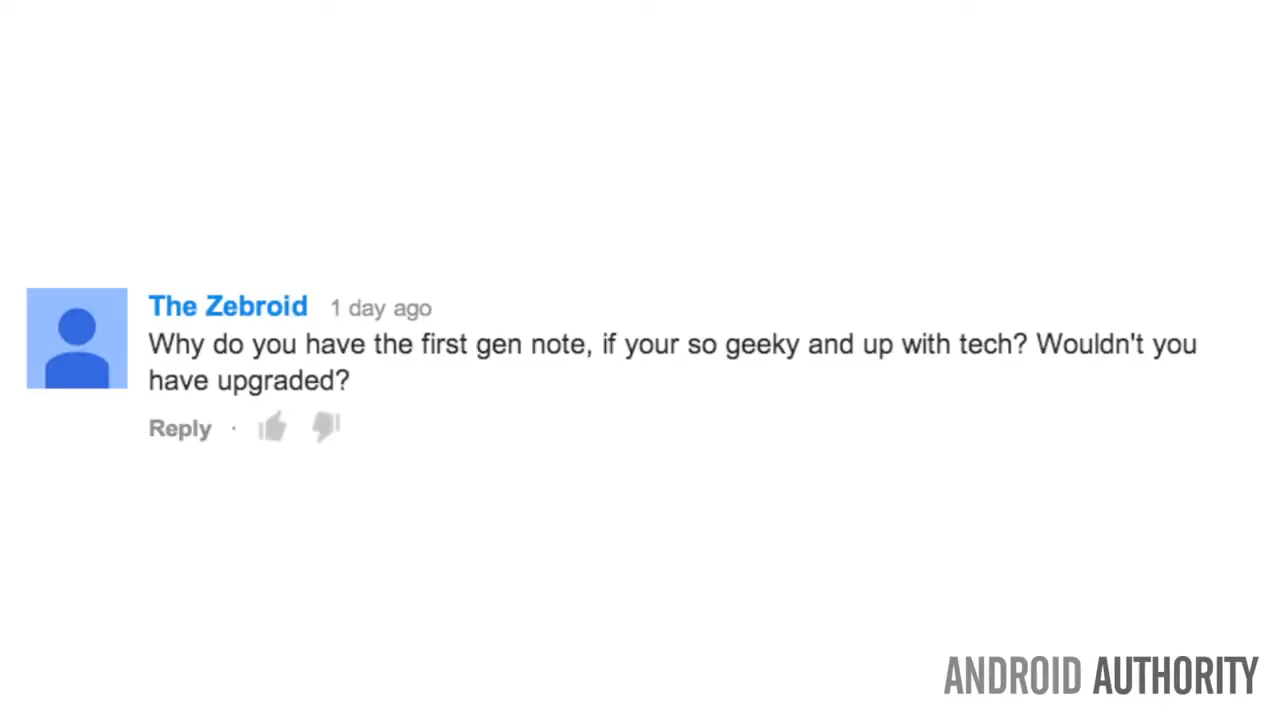 The Zebroid 1 day ago
Why do you have the first gen note, if your so geeky and up with tech? Wouldn't you
have upgraded?
Reply ·
ANDROID AUTHORITY